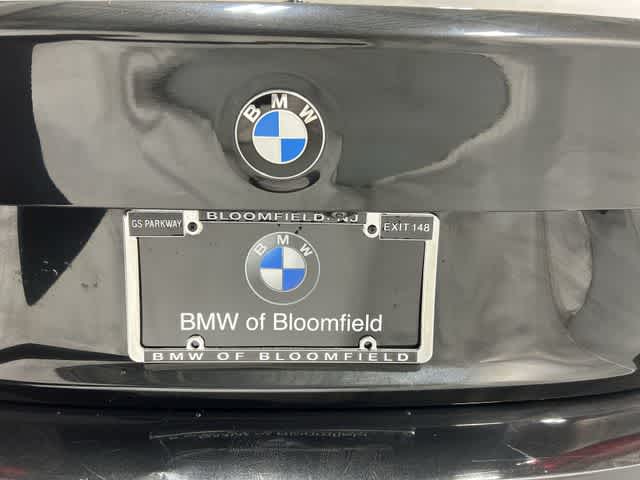 BMW
BLOOMFIELD, NJ
GS PARKWAY
EXIT 148
BMW
BMW of Bloomfield
BMW OF BLOOMFIELD